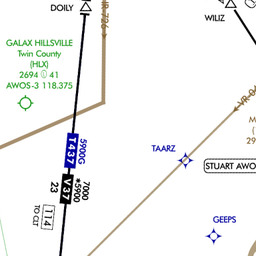 DOILY
WILIZ
GALAX HILLSVILLE
Twin County
(HLX)
2694 41
AWOS-3 118.375
5900G
T437
7000
*5900
V37
23
114
TO CLT
TAARZ
STUART AWO
GEEPS